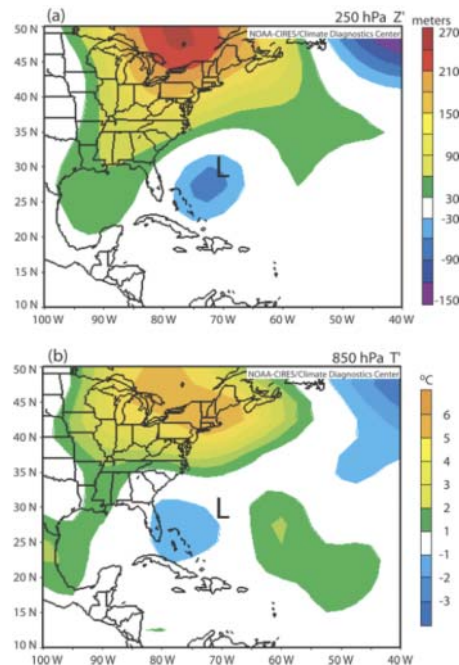 (a) 250 hPa Z' meters
NOAA-CIRES/Climate Diagnostics Center
50 N
45 N
40 N
35 N
30 N
25 N
20 N
15 N
10 N
L
100 W 90 W 80 W 70 W 60 W 50 W 40 W
270
210
150
90
30
-30
-90
-150
(b) 850 hPa T'
NOAA-CIRES/Climate Diagnostics Center
50 N
45 N
40 N
35 N
30 N
25 N
20 N
15 N
10 N
L
100 W 90 W 80 W 70 W 60 W 50 W 40 W
ºC
6
5
4
2
1
-1
-2
-3